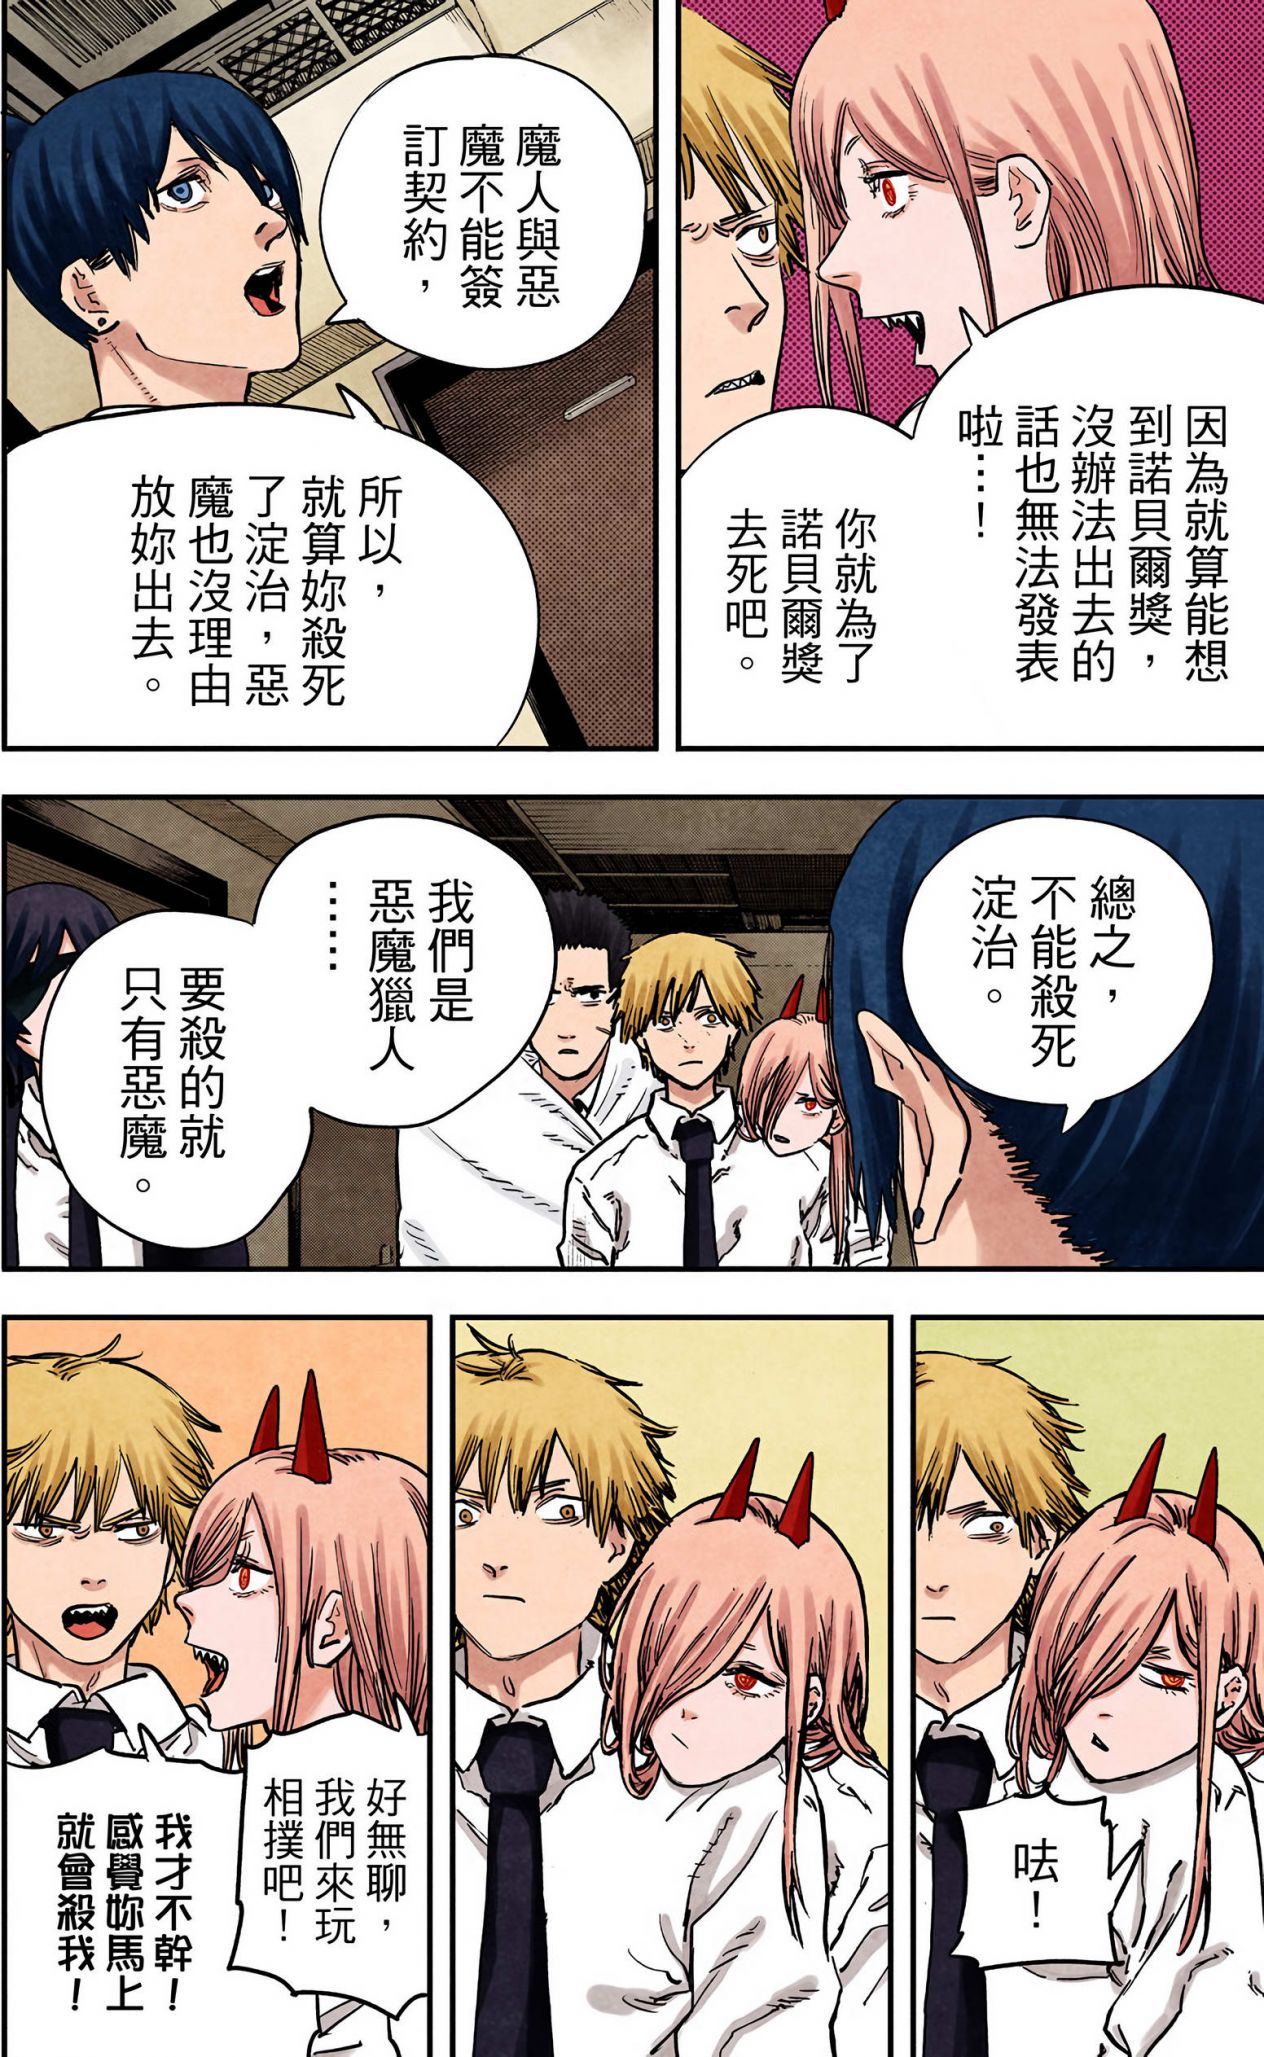 因為就算能想
到諾貝爾獎，
沒辦法出去的
話也無法發表
啦…！
你就為了
諾貝爾獎
去死吧。
魔人與惡
魔不能簽
訂契約，
所以，
就算妳殺死
了淀治，惡
魔也沒理由
放妳出去。
總之，
不能殺死
淀治。
我們是
惡魔獵人
……
要殺的就
只有惡魔。
呿！
好無聊，
我們來玩
相撲吧！
我才不幹！
感覺妳馬上
就會殺我！